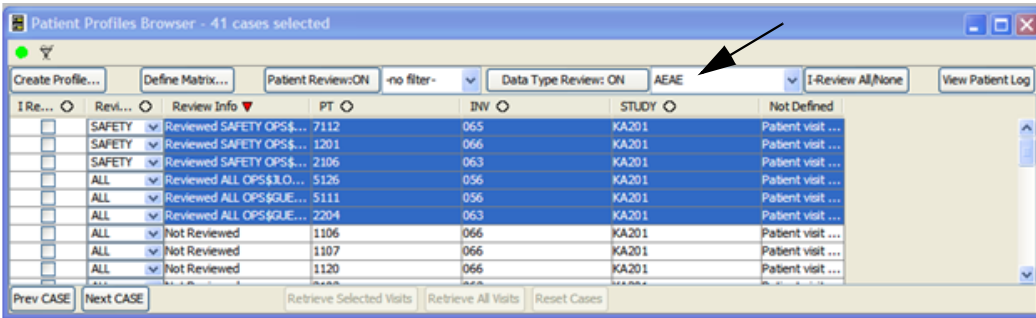 Patient Profiles Browser - 41 cases selected
Create Profile... Define Matrix... Patient Review:ON -no filter- Data Type Review: ON AEAE I-Review All/None View Patient Log
I Re... Revi... Review Info PT INV STUDY Not Defined
SAFETY Reviewed SAFETY OPS$... 7112 065 KA201 Patient visit ...
SAFETY Reviewed SAFETY OPS$... 1201 066 KA201 Patient visit ...
SAFETY Reviewed SAFETY OPS$... 2106 063 KA201 Patient visit ...
ALL Reviewed ALL OPS$JLO... 5126 056 KA201 Patient visit ...
ALL Reviewed ALL OPS$GUE... 5111 056 KA201 Patient visit ...
ALL Reviewed ALL OPS$GUE... 2204 063 KA201 Patient visit ...
ALL Not Reviewed 1106 066 KA201 Patient visit ...
ALL Not Reviewed 1107 066 KA201 Patient visit ...
ALL Not Reviewed 1120 066 KA201 Patient visit ...
Prev CASE Next CASE Retrieve Selected Visits Retrieve All Visits Reset Cases